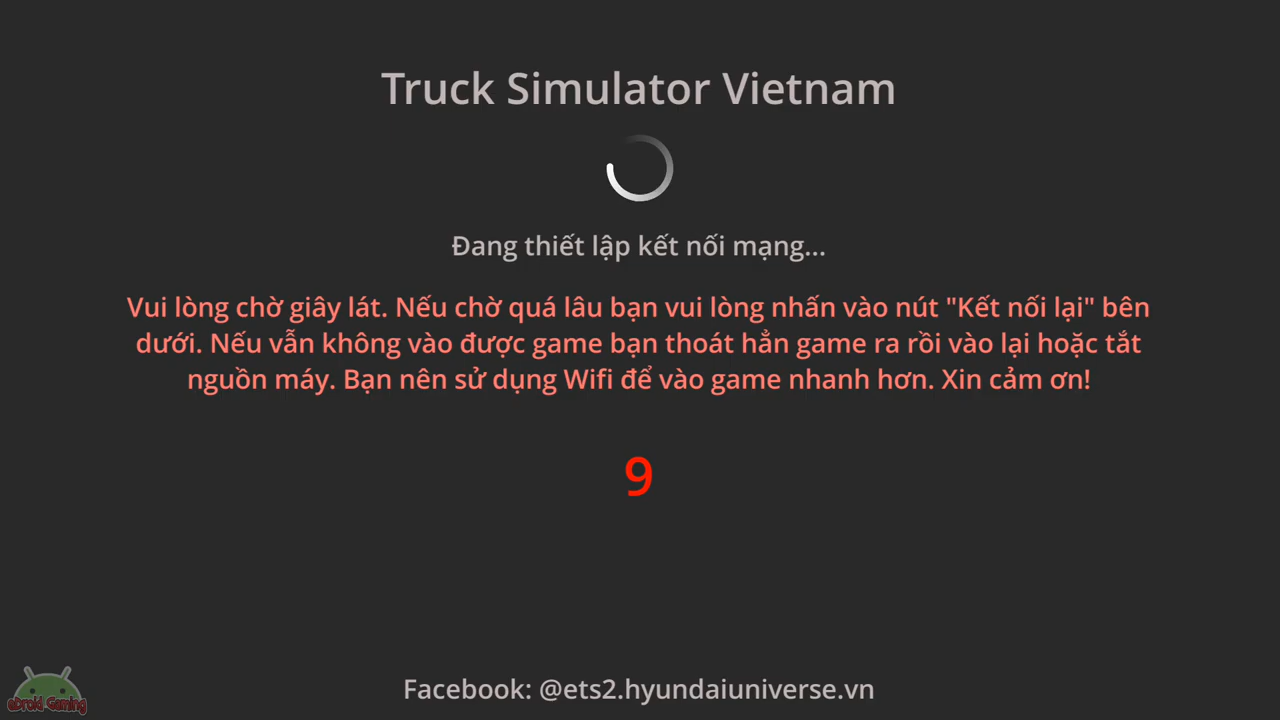 Truck Simulator Vietnam
Đang thiết lập kết nối mạng...
Vui lòng chờ giây lát. Nếu chờ quá lâu bạn vui lòng nhấn vào nút "Kết nối lại" bên
dưới. Nếu vẫn không vào được game bạn thoát hẳn game ra rồi vào lại hoặc tắt
nguồn máy. Bạn nên sử dụng Wifi để vào game nhanh hơn. Xin cảm ơn!
9
Facebook: @ets2.hyundaiuniverse.vn
eDroid Gaming